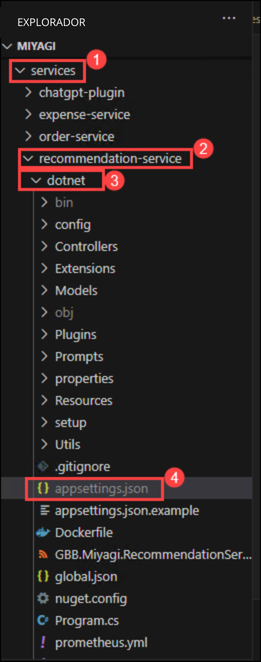 EXPLORADOR ...
MIYAGI
services 1
chatgpt-plugin
expense-service
order-service
recommendation-service 2
dotnet 3
bin
config
Controllers
Extensions
Models
obj
Plugins
Prompts
properties
Resources
setup
Utils
.gitignore
{} appsettings.json 4
appsettings.json.example
Dockerfile
GBB.Miyagi.RecommendationSer...
{} global.json
nuget.config
C# Program.cs
! prometheus.yml